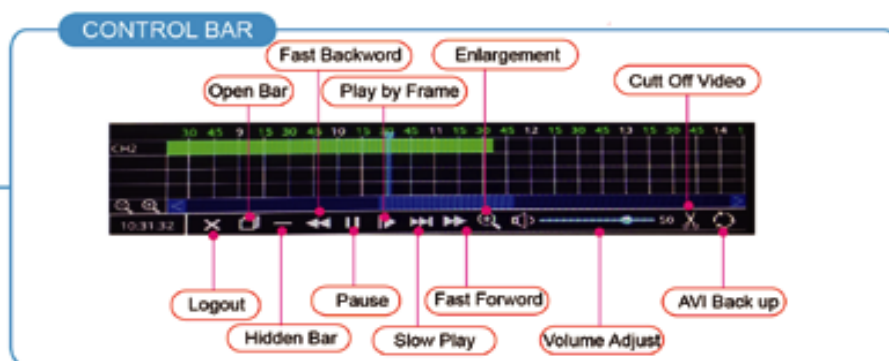 CONTROL BAR
Fast Backword
Enlargement
Cutt Off Video
Open Bar
Play by Frame
30 45 9 15 30 45 10 15 30 45 11 15 30 45 12 15 30 45 13 15 30 45 14 1
CH2
10:31:32
50
Logout
Pause
Fast Forword
AVI Back up
Hidden Bar
Slow Play
Volume Adjust